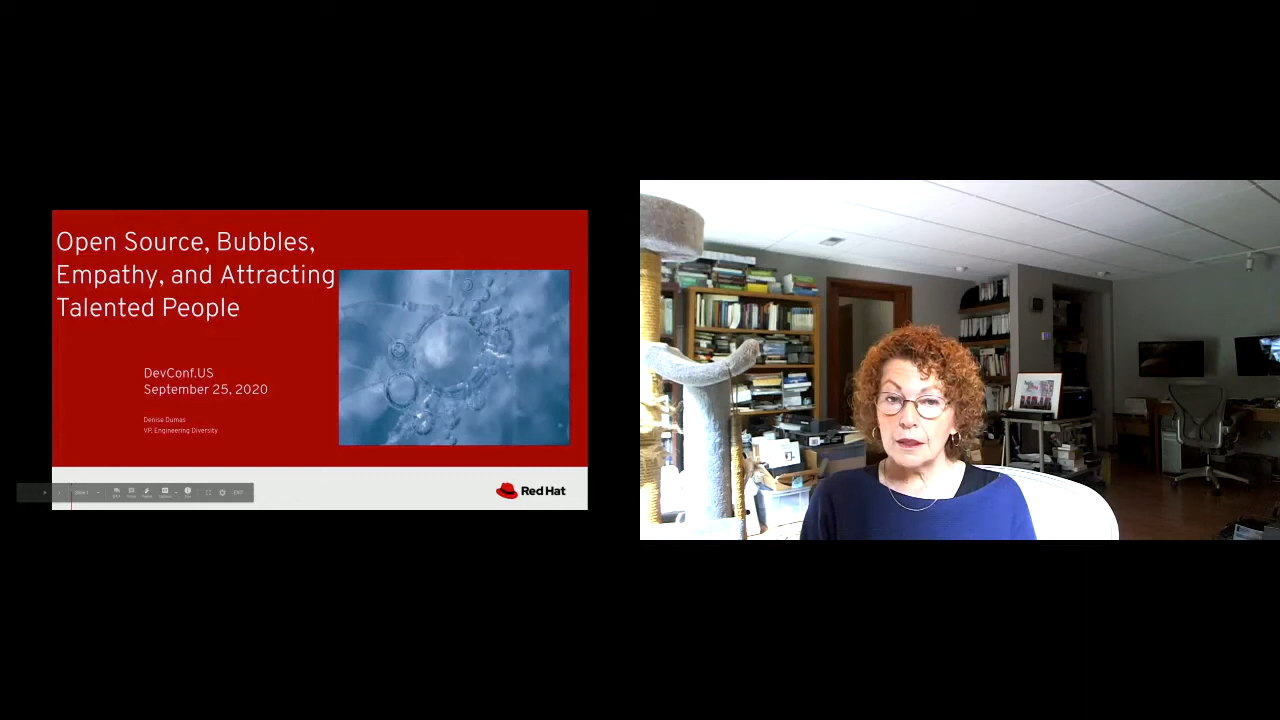 Open Source, Bubbles,
Empathy, and Attracting
Talented People
DevConf.US
September 25, 2020
Denise Dumas
VP, Engineering Diversity
Red Hat
EXIT